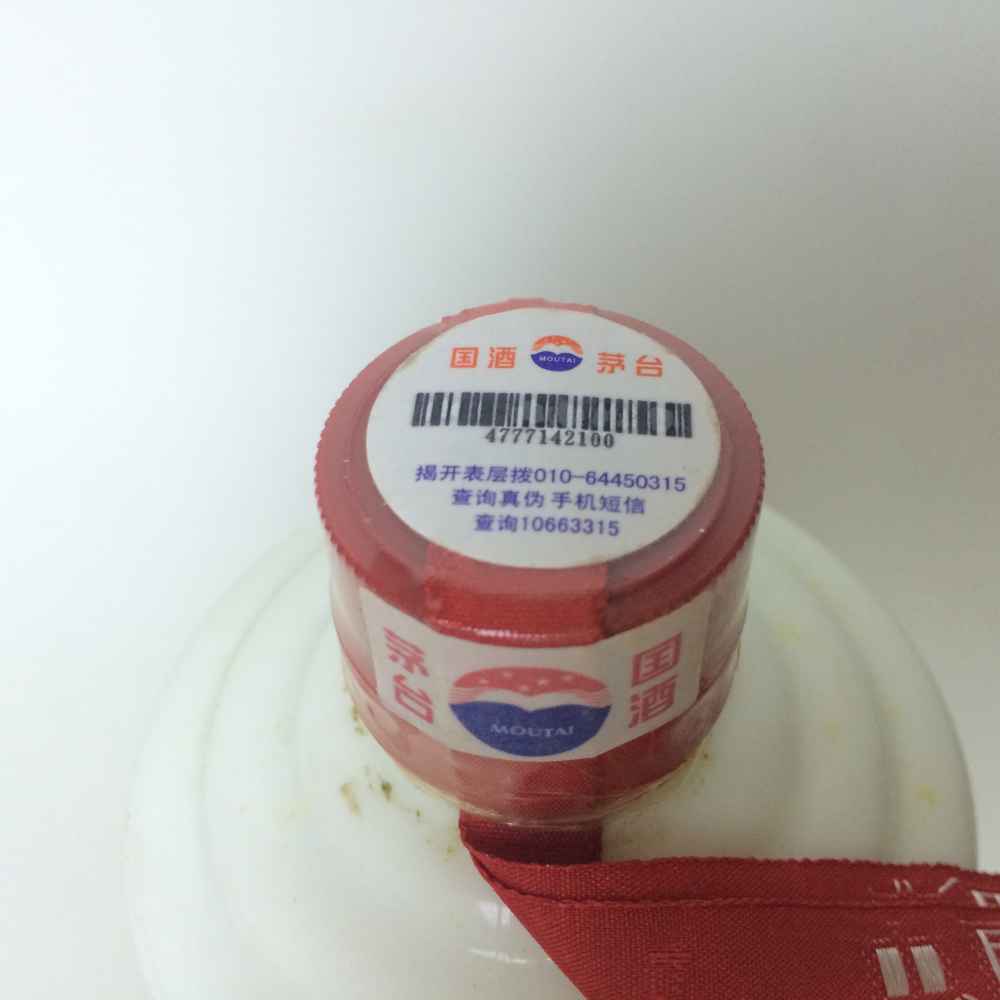 国酒 MOUTAI 茅台
4777142100
揭开表层拨010-64450315
查询真伪 手机短信
查询10663315
茅台 MOUTAI 国酒